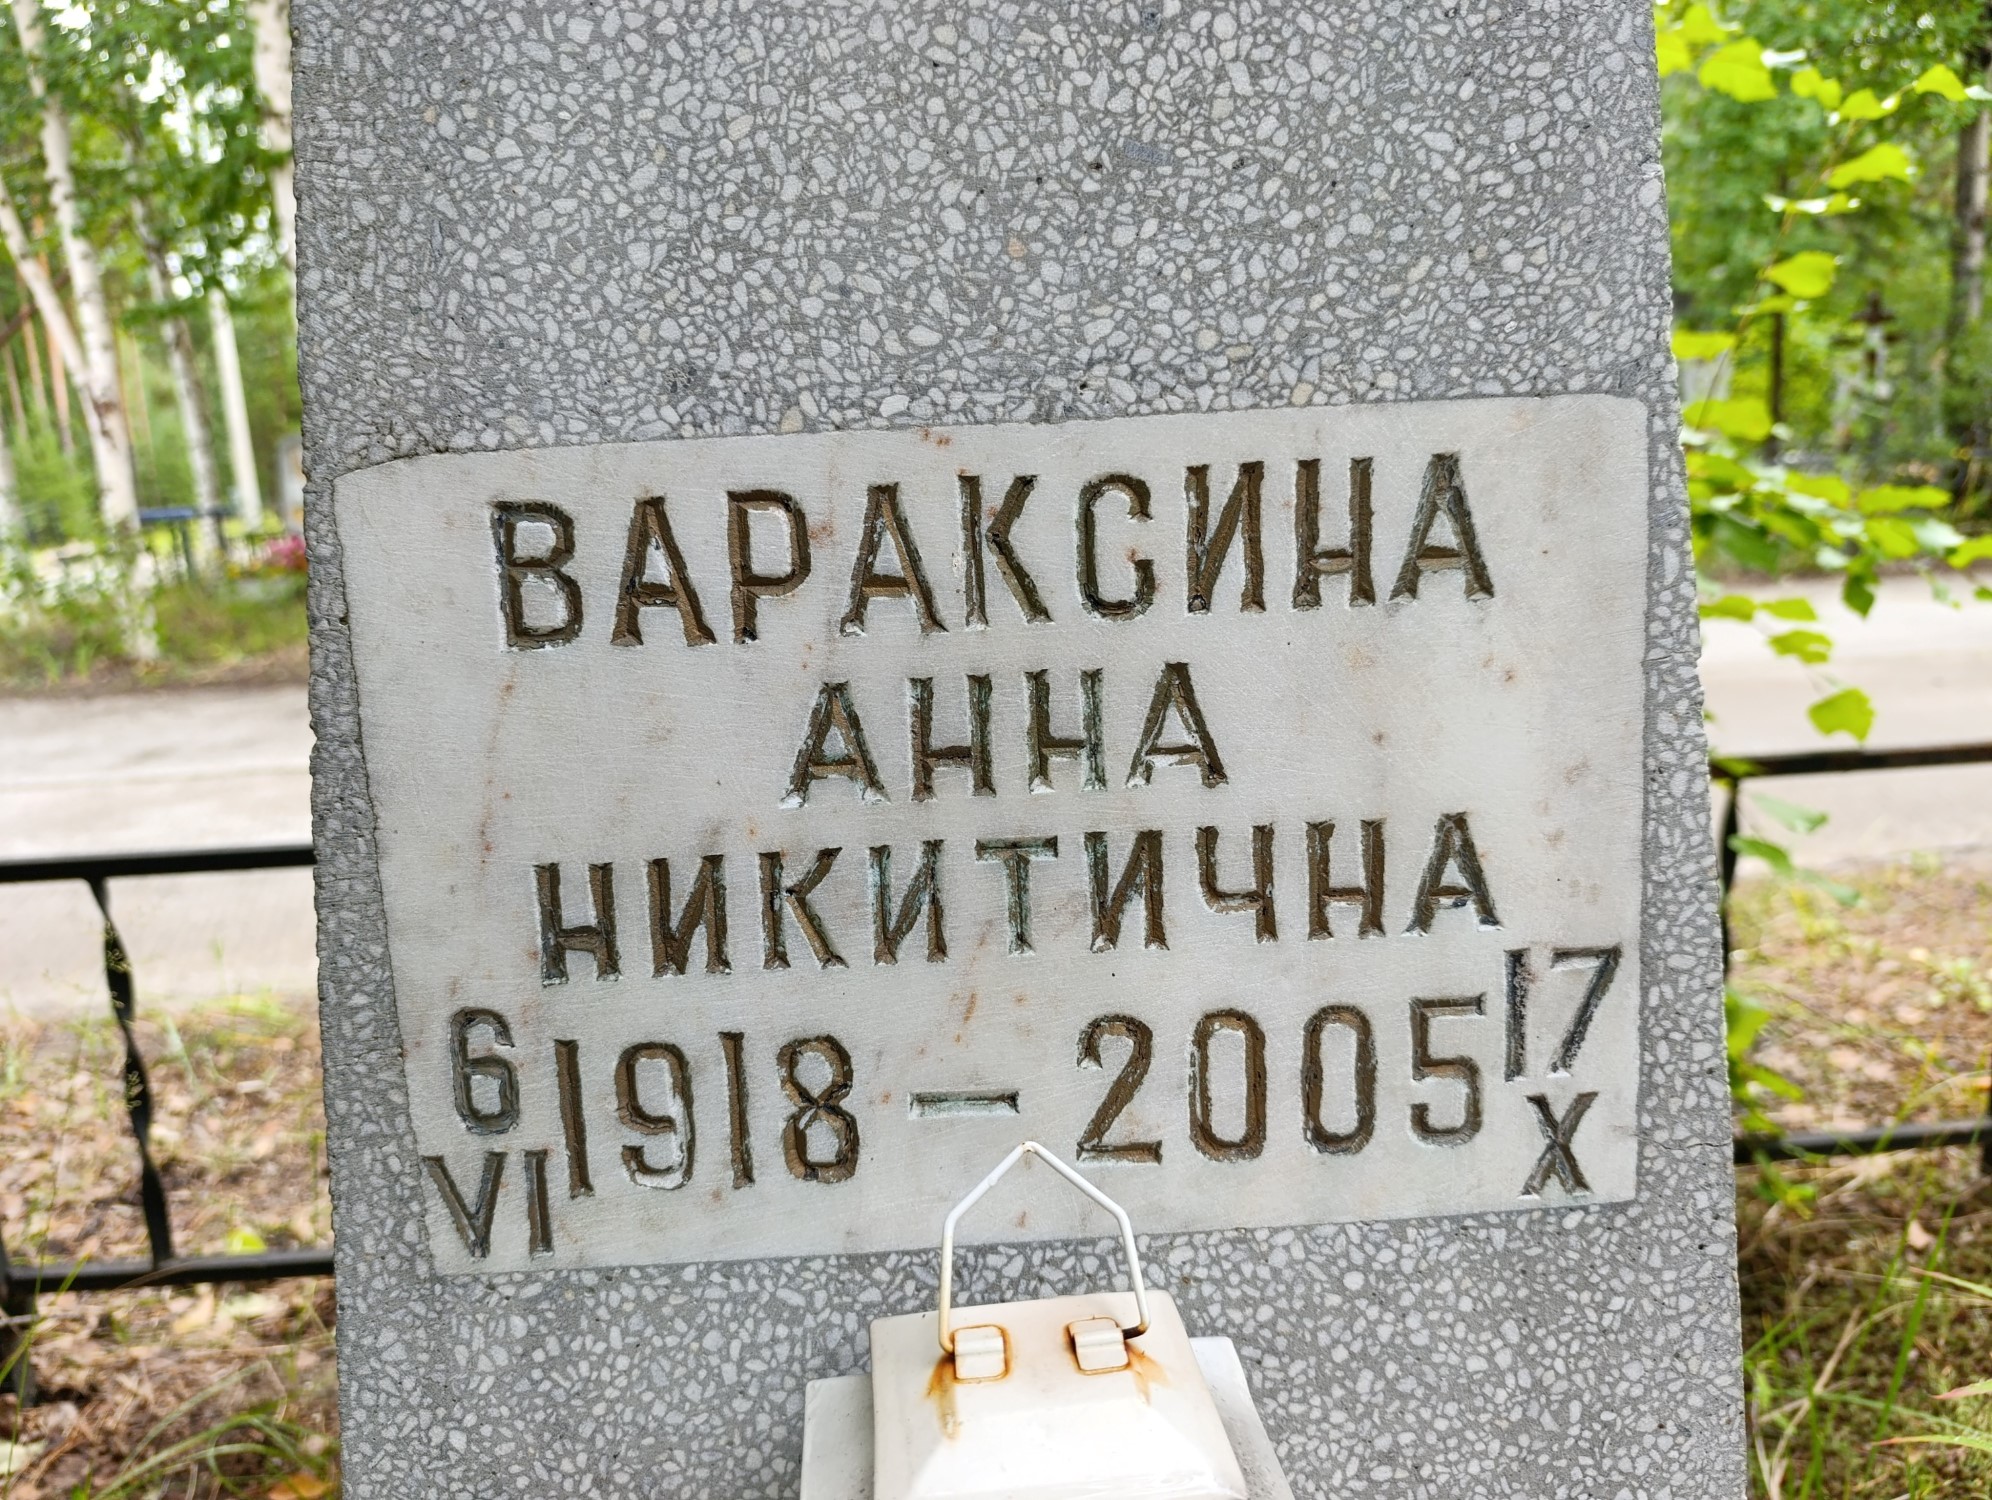 ВАРАКСИНА
АННА
НИКИТИЧНА
6 VI 1918 — 2005 17 X